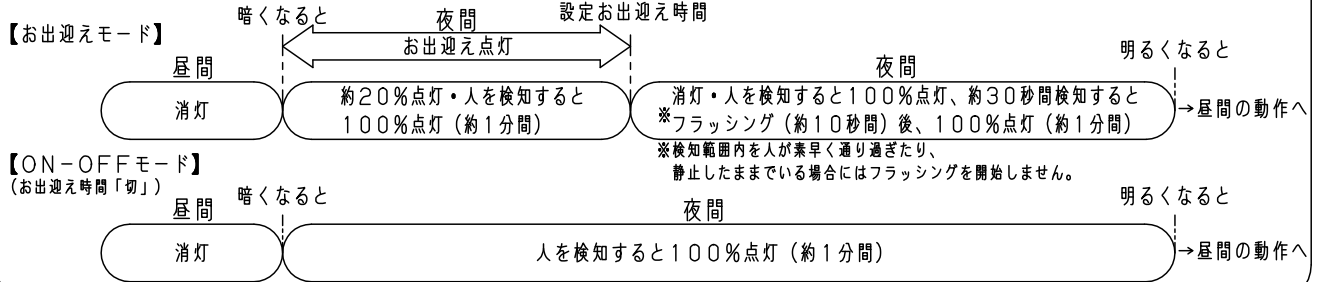 【お出迎えモード】
暗くなると
夜間
設定お出迎え時間
お出迎え点灯
明るくなると
昼間
夜間
消灯
約20%点灯・人を検知すると
100%点灯(約1分間)
消灯・人を検知すると100%点灯、約30秒間検知すると
※フラッシング(約10秒間)後、100%点灯(約1分間)
→昼間の動作へ
※検知範囲内を人が素早く通り過ぎたり、
静止したままでいる場合にはフラッシングを開始しません。
【ON-OFFモード】
(お出迎え時間「切」)
暗くなると
明るくなると
昼間
夜間
消灯
人を検知すると100%点灯(約1分間)
→昼間の動作へ